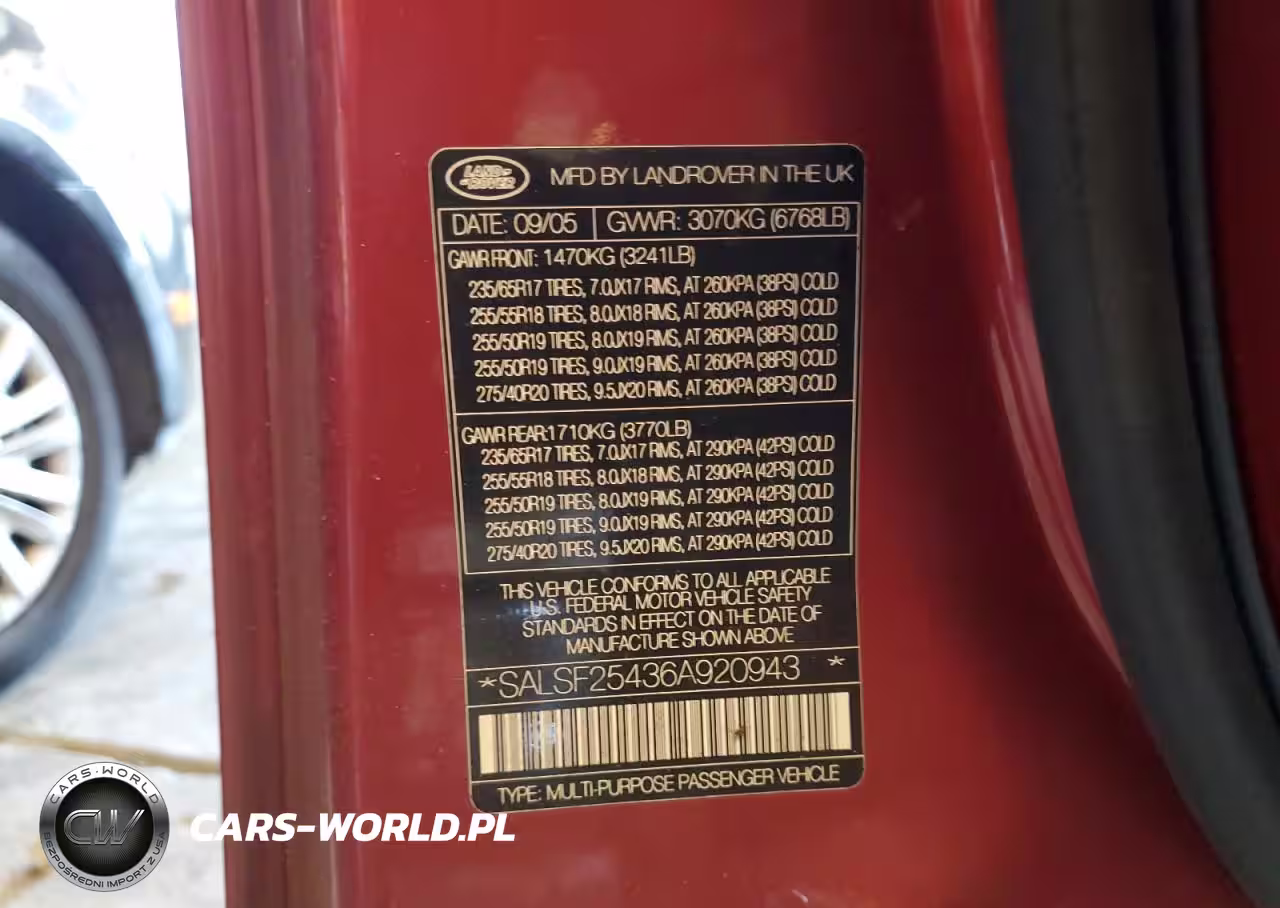 LAND-
-ROVER
MFD BY LANDROVER IN THE UK
DATE: 09/05 GVWR: 3070KG (6768LB)
GAWR FRONT: 1470KG (3241LB)
235/65R17 TIRES, 7.0JX17 RIMS, AT 260KPA (38PSI) COLD
255/55R18 TIRES, 8.0JX18 RIMS, AT 260KPA (38PSI) COLD
255/50R19 TIRES, 8.0JX19 RIMS, AT 260KPA (38PSI) COLD
255/50R19 TIRES, 9.0JX19 RIMS, AT 260KPA (38PSI) COLD
275/40R20 TIRES, 9.5JX20 RIMS, AT 260KPA (38PSI) COLD
GAWR REAR:1710KG (3770LB)
235/65R17 TIRES, 7.0JX17 RIMS, AT 290KPA (42PSI) COLD
255/55R18 TIRES, 8.0JX18 RIMS, AT 290KPA (42PSI) COLD
255/50R19 TIRES, 8.0JX19 RIMS, AT 290KPA (42PSI) COLD
255/50R19 TIRES, 9.0JX19 RIMS, AT 290KPA (42PSI) COLD
275/40R20 TIRES, 9.5JX20 RIMS, AT 290KPA (42PSI) COLD
THIS VEHICLE CONFORMS TO ALL APPLICABLE
U.S. FEDERAL MOTOR VEHICLE SAFETY
STANDARDS IN EFFECT ON THE DATE OF
MANUFACTURE SHOWN ABOVE
*SALSF25436A920943 *
TYPE: MULTI-PURPOSE PASSENGER VEHICLE
CARS-WORLD
CW
BEZPOŚREDNI IMPORT Z USA
CARS-WORLD.PL